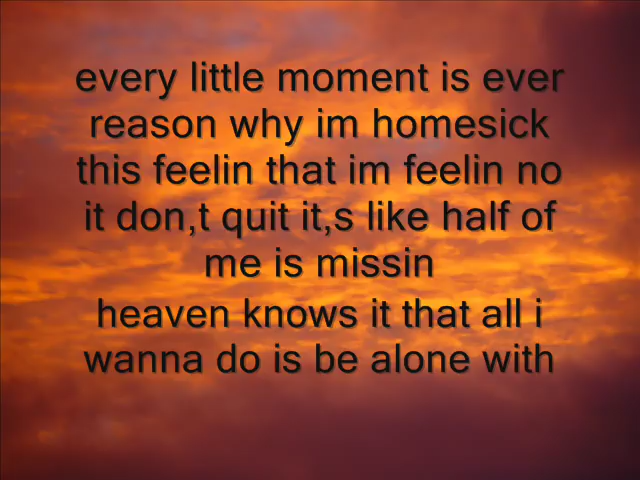 every little moment is ever
reason why im homesick
this feelin that im feelin no
it don,t quit it,s like half of
me is missin
heaven knows it that all i
wanna do is be alone with